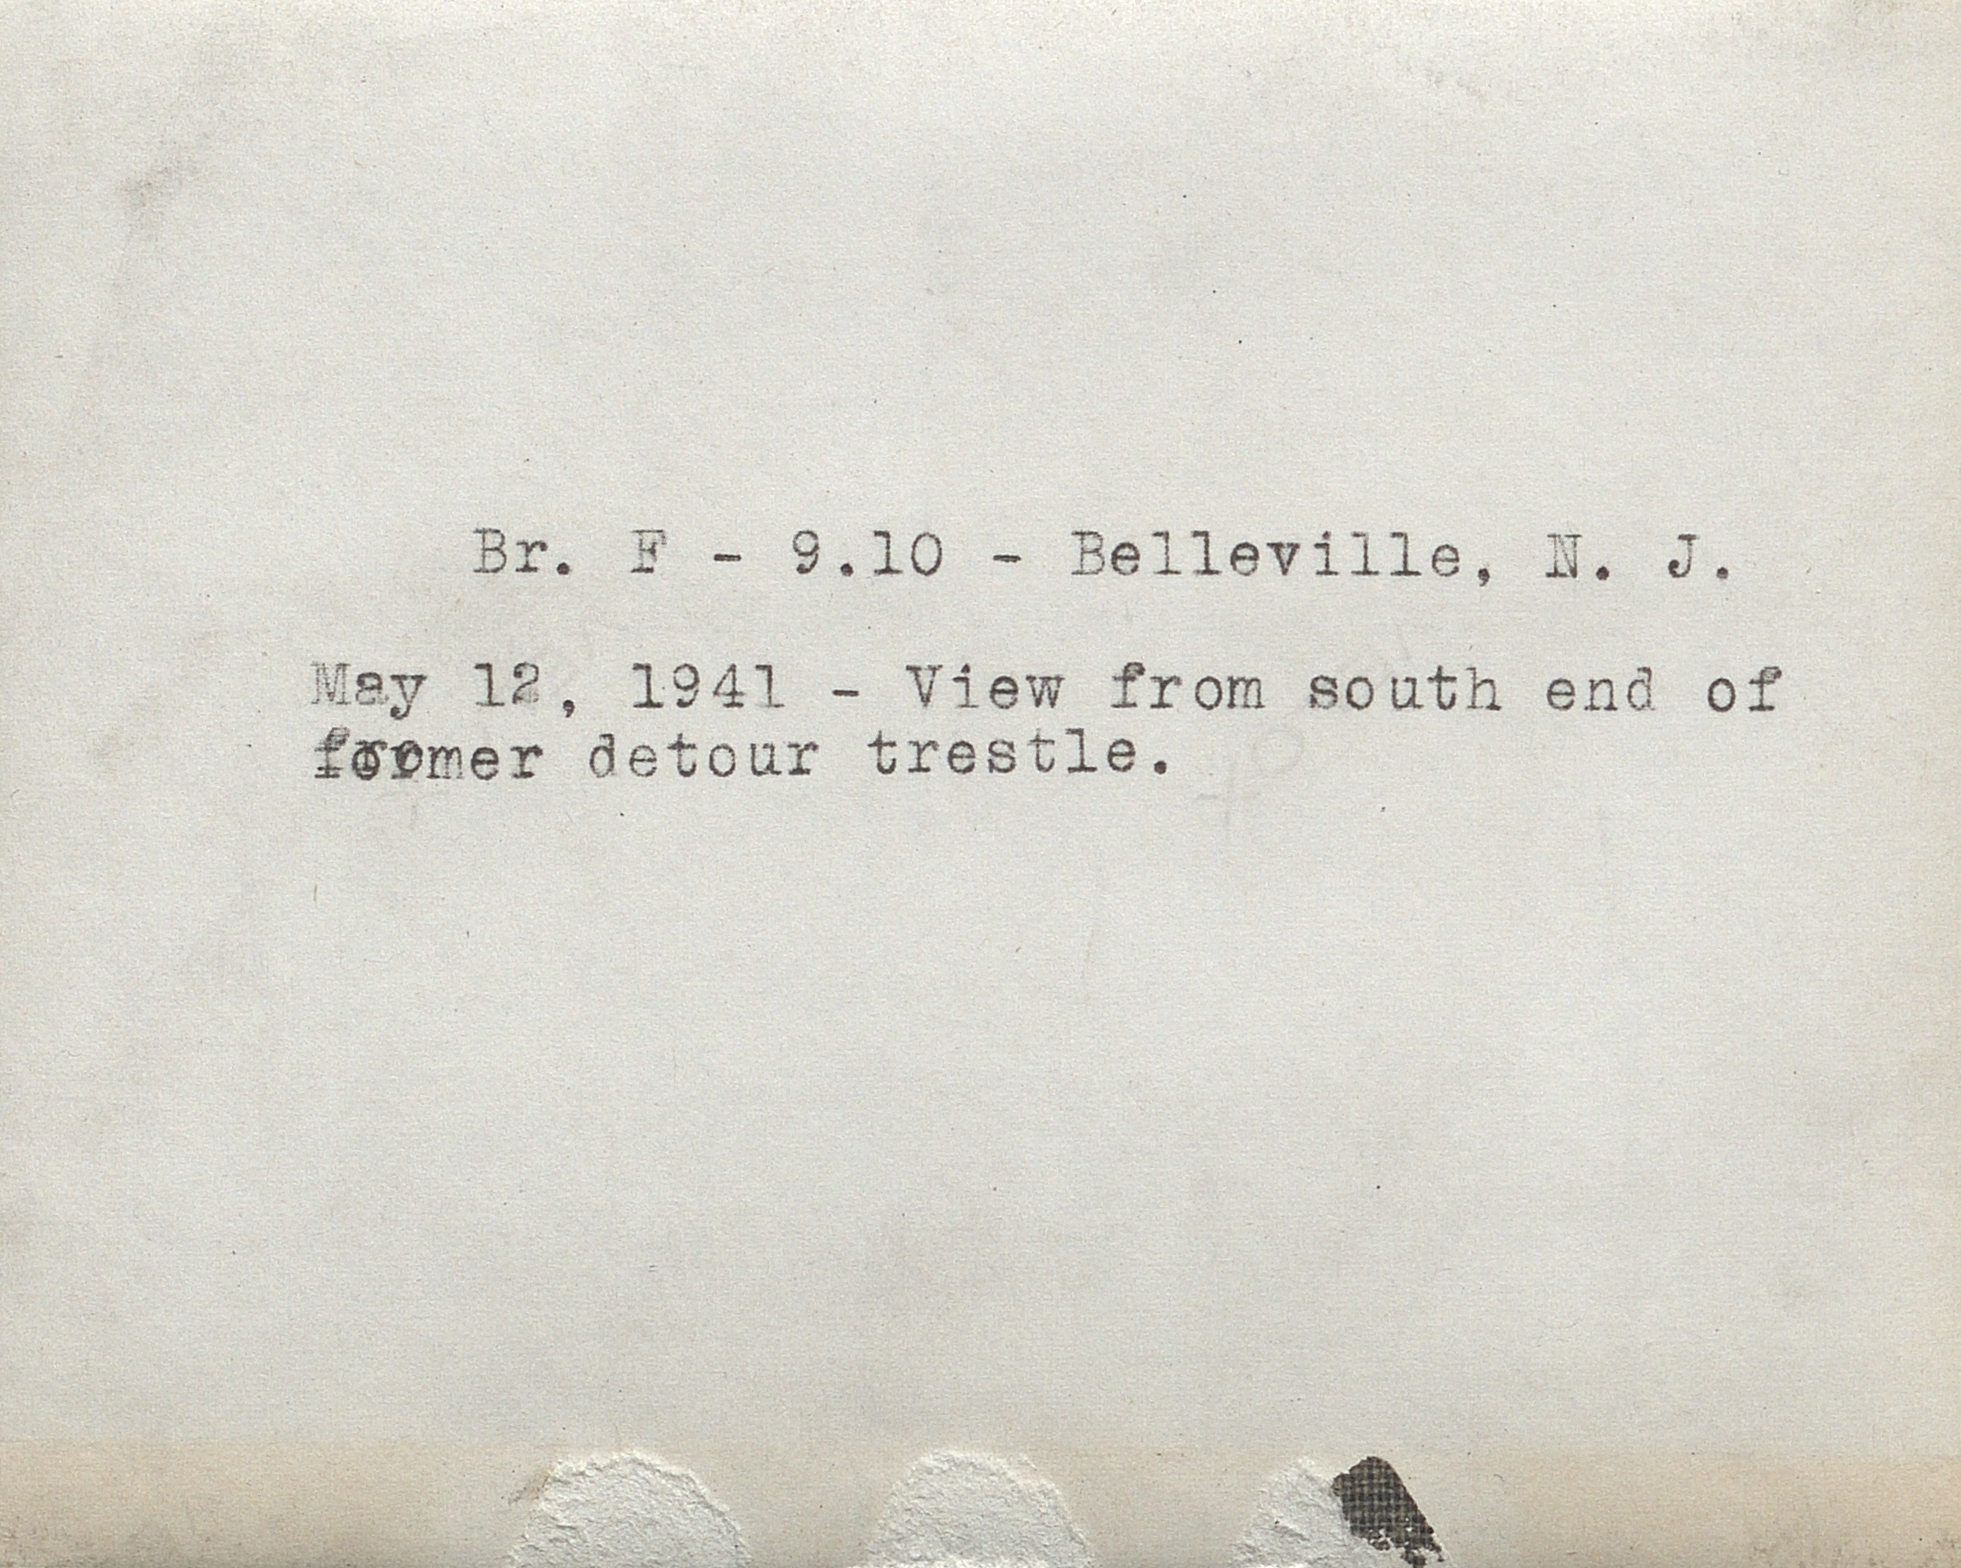 Br. F - 9.10 - Belleville, N. J.
May 12, 1941 - View from south end of
former detour trestle.